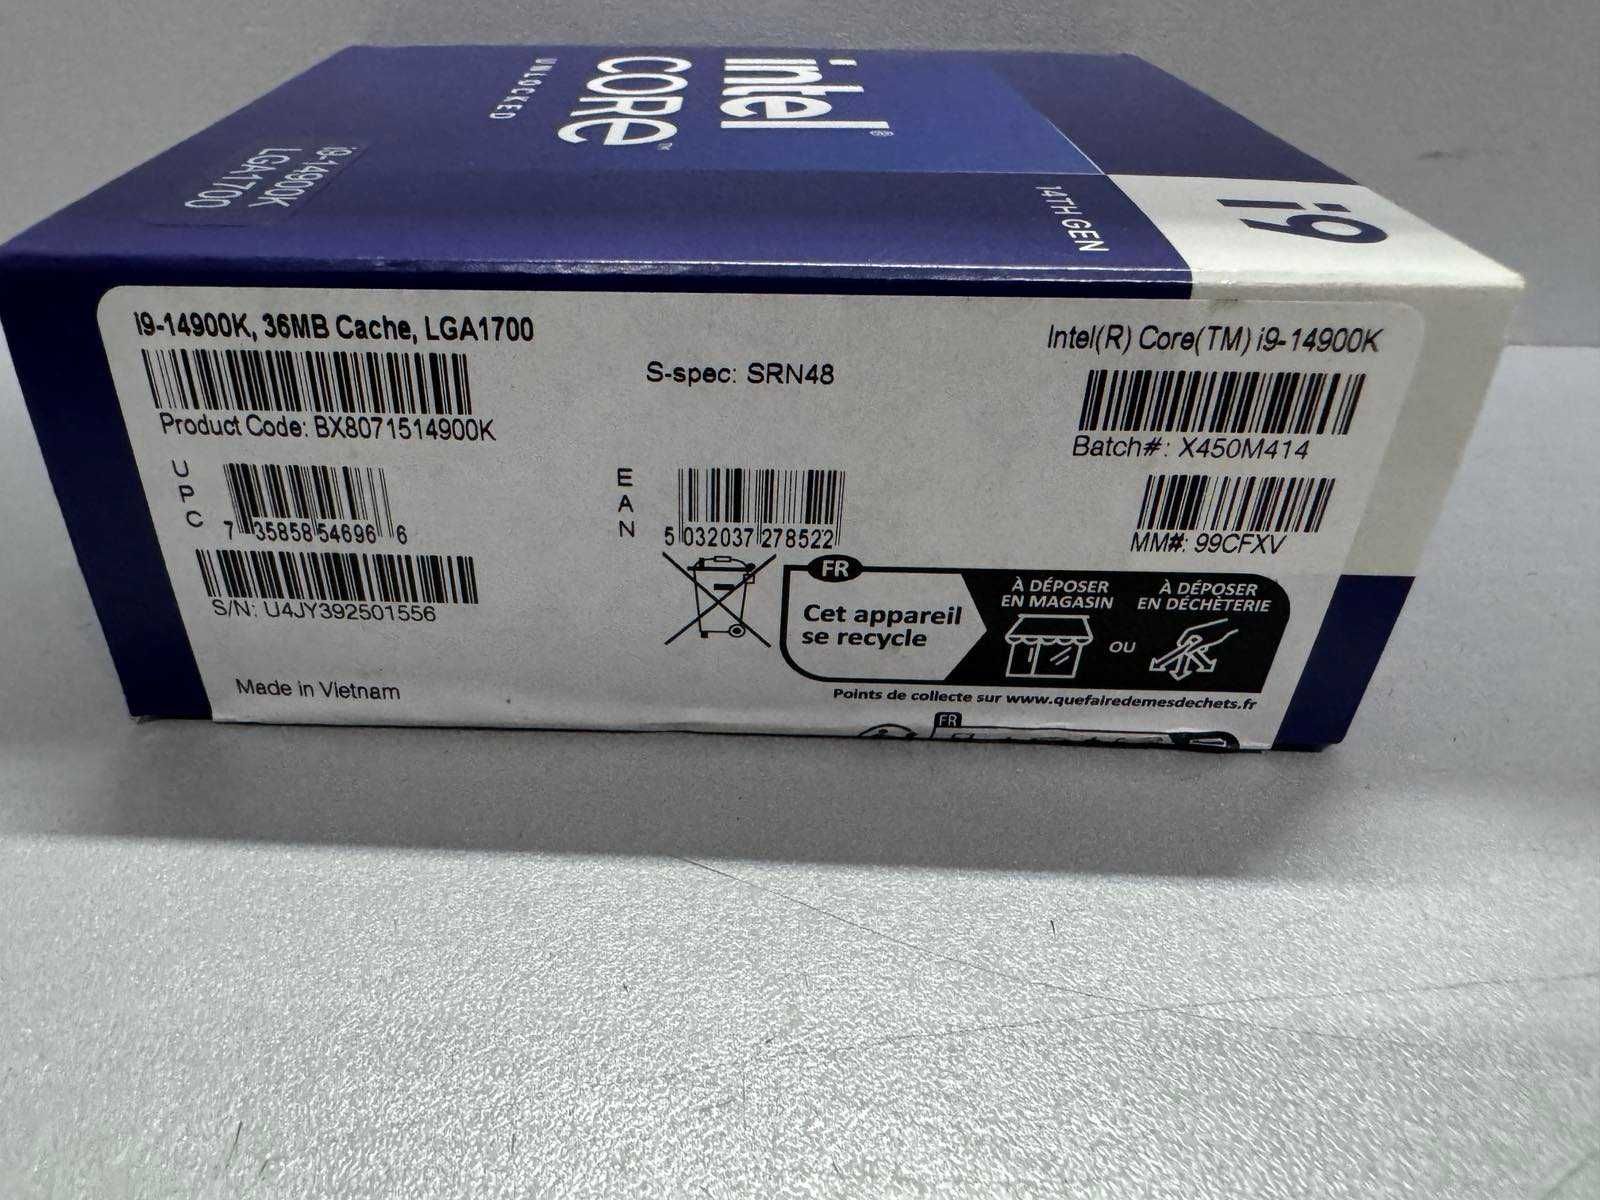 intel®
CORE™
UNLOCKED
i9-14900K
LGA1700
14TH GEN
i9
i9-14900K, 36MB Cache, LGA1700
Product Code: BX8071514900K
UPC
7 35858 54696 6
S/N: U4JY392501556
Made in Vietnam
S-spec: SRN48
EAN
5 032037 278522
Intel(R) Core(TM) i9-14900K
Batch#: X450M414
MM#: 99CFXV
FR
Cet appareil
se recycle
À DÉPOSER
EN MAGASIN
OU
À DÉPOSER
EN DÉCHÈTERIE
Points de collecte sur www.quefairedemesdechets.fr
FR